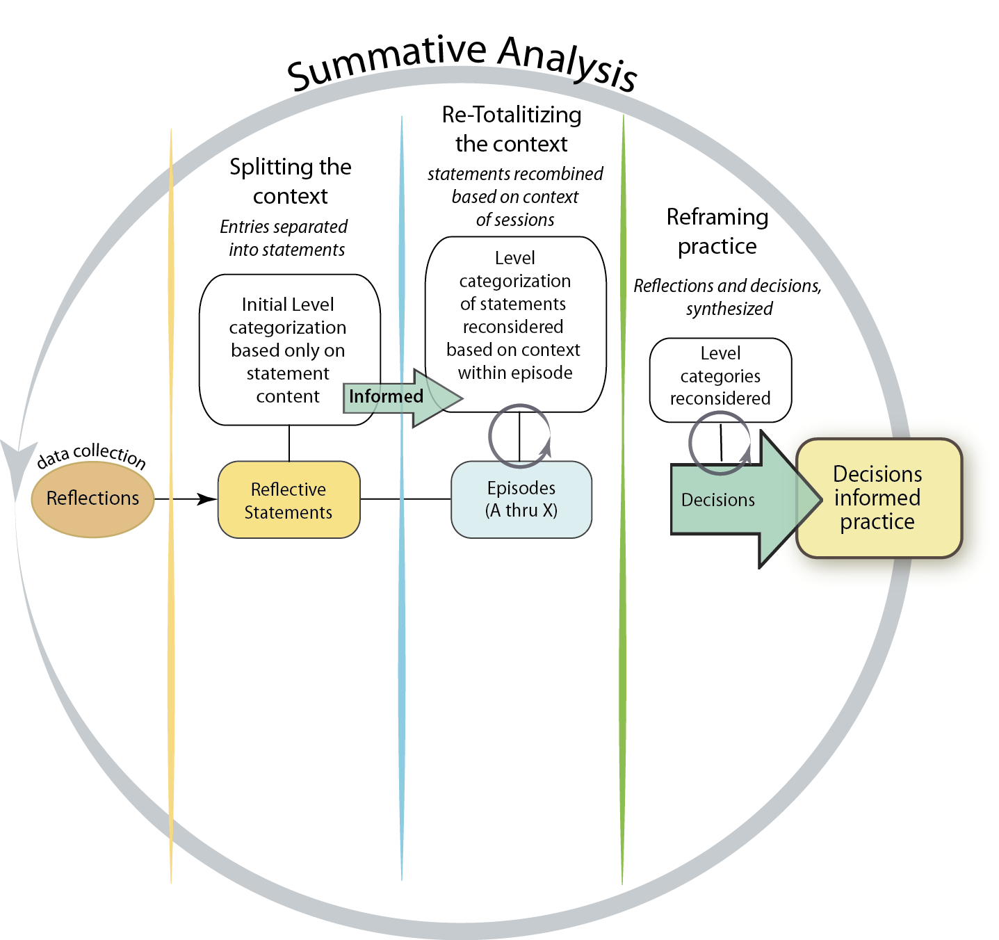 Summative Analysis
data collection
Reflections
Splitting the
context
Entries separated
into statements
Initial Level
categorization
based only on
statement
content
Informed
Reflective
Statements
Re-Totalitizing
the context
statements recombined
based on context
of sessions
Level
categorization
of statements
reconsidered
based on context
within episode
Episodes
(A thru X)
Reframing
practice
Reflections and decisions,
synthesized
Level
categories
reconsidered
Decisions
Decisions
informed
practice